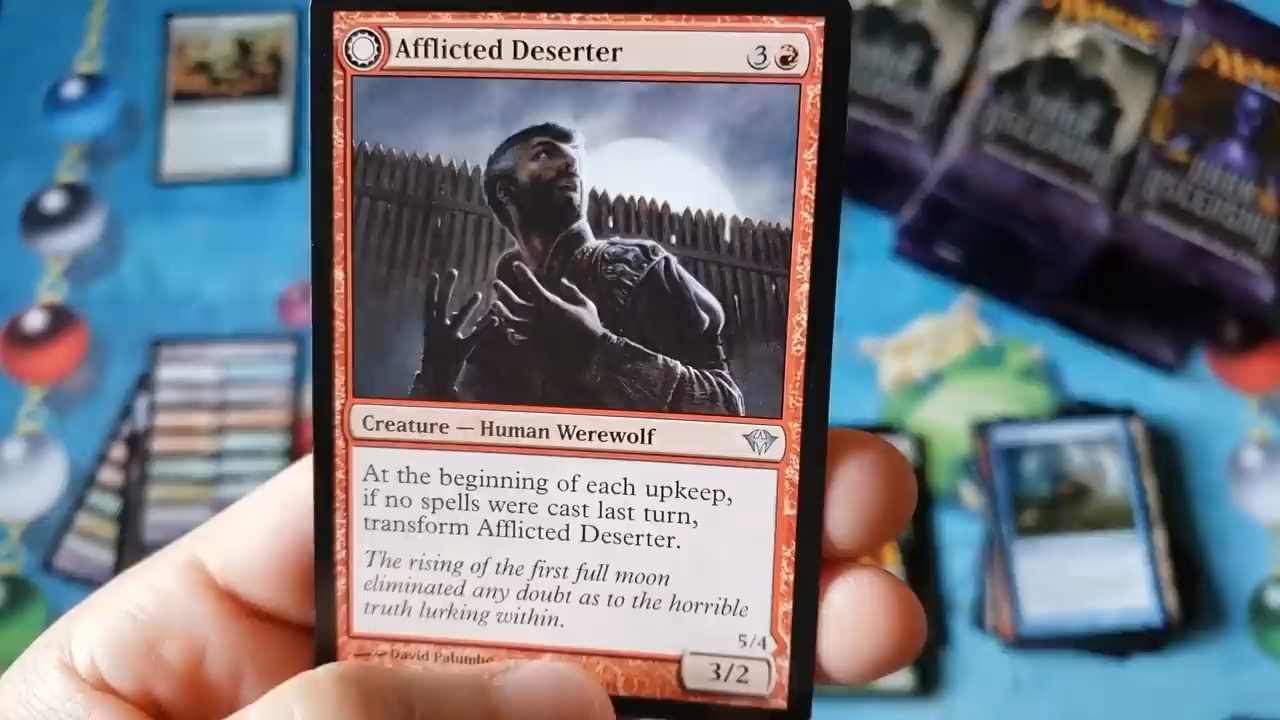 Afflicted Deserter
3
Creature — Human Werewolf
At the beginning of each upkeep,
if no spells were cast last turn,
transform Afflicted Deserter.
The rising of the first full moon
eliminated any doubt as to the horrible
truth lurking within.
5/4
David Palumbo
3/2